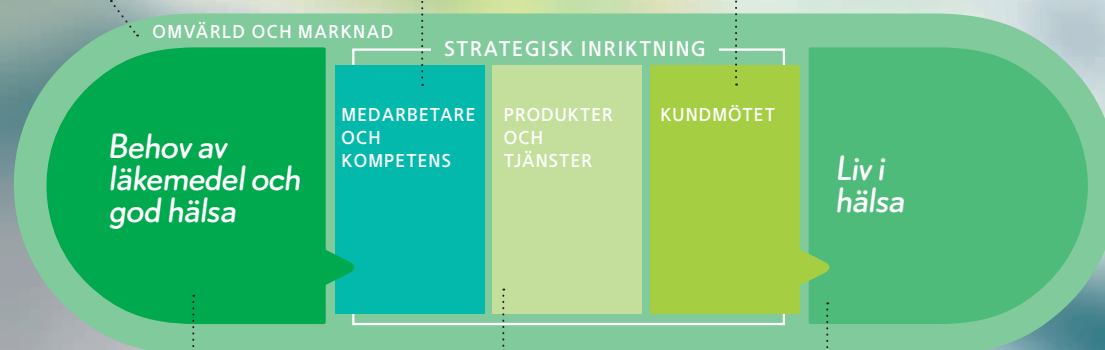 OMVÄRLD OCH MARKNAD
STRATEGISK INRIKTNING
Behov av
läkemedel och
god hälsa
MEDARBETARE
OCH
KOMPETENS
PRODUKTER
OCH
TJÄNSTER
KUNDMÖTET
Liv i
hälsa